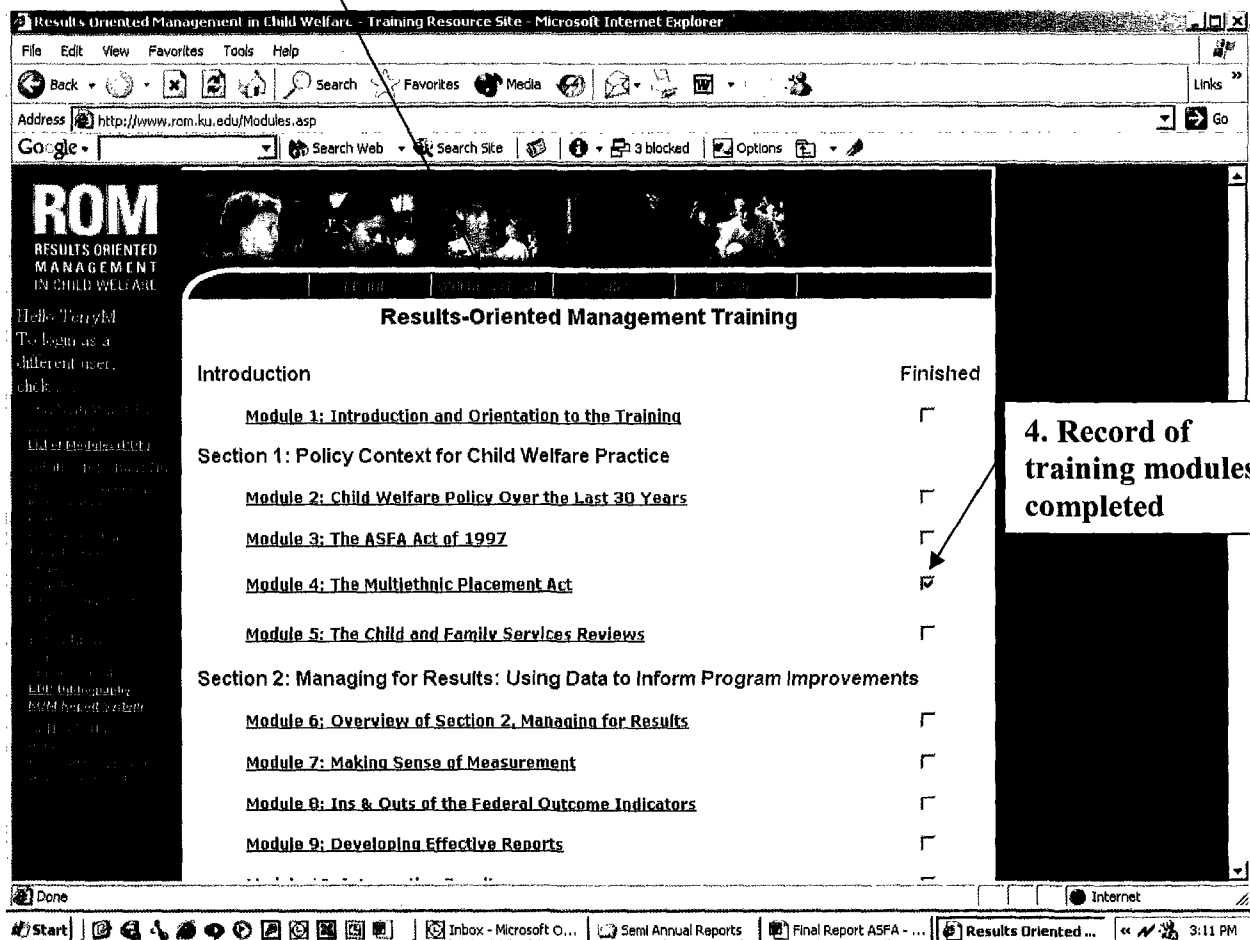 Results Oriented Management in Child Welfare - Training Resource Site - Microsoft Internet Explorer
File Edit View Favorites Tools Help
Back Search Favorites Media Links »
Address http://www.rom.ku.edu/Modules.asp Go
Google Search Web Search Site 3 blocked Options
ROM
RESULTS ORIENTED
MANAGEMENT
IN CHILD WELFARE
Hello TerryM
To login as a
different user,
click
List of Modules
Results-Oriented Management Training
Introduction Finished
Module 1: Introduction and Orientation to the Training
Section 1: Policy Context for Child Welfare Practice
Module 2: Child Welfare Policy Over the Last 30 Years
Module 3: The ASFA Act of 1997
Module 4: The Multiethnic Placement Act
Module 5: The Child and Family Services Reviews
Section 2: Managing for Results: Using Data to Inform Program Improvements
Module 6: Overview of Section 2, Managing for Results
Module 7: Making Sense of Measurement
Module 8: Ins & Outs of the Federal Outcome Indicators
Module 9: Developing Effective Reports
4. Record of
training modules
completed
Bibliography
ROM Report System
Done Internet
Start Inbox - Microsoft O... Semi Annual Reports Final Report ASFA - ... Results Oriented ... « 3:11 PM